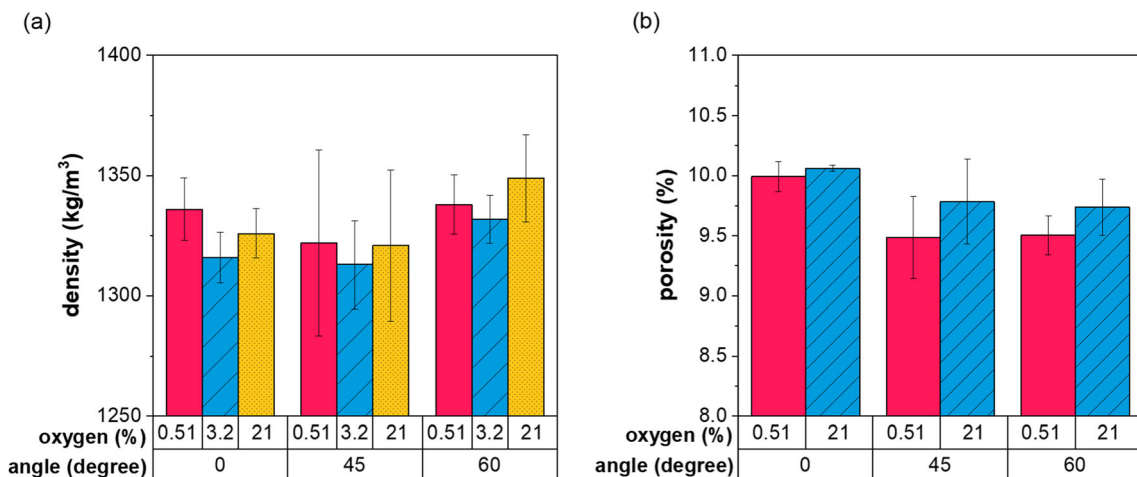 (a)
(b)
density (kg/m³)
1400
1350
1300
1250
oxygen (%) 0.51 3.2 21 0.51 3.2 21 0.51 3.2 21
angle (degree) 0 45 60
porosity (%)
11.0
10.5
10.0
9.5
9.0
8.5
8.0
oxygen (%) 0.51 21 0.51 21 0.51 21
angle (degree) 0 45 60